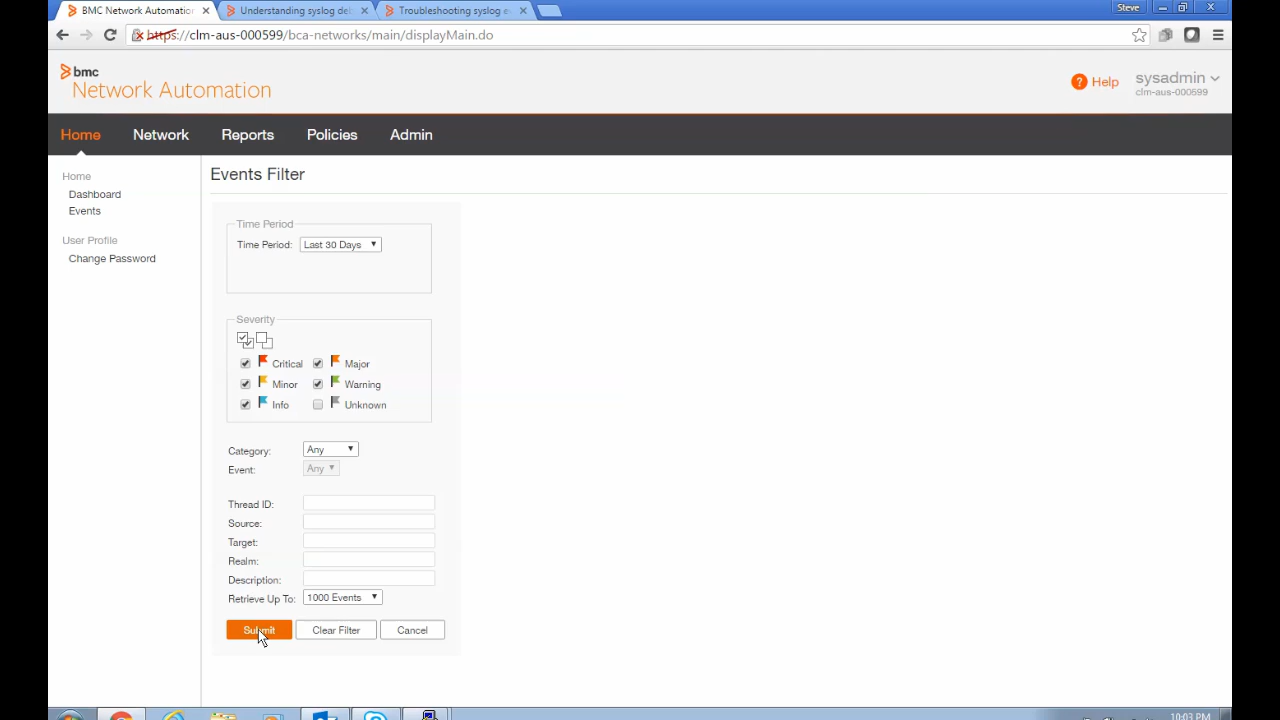 BMC Network Automation
Understanding syslog de
Troubleshooting syslog e
Steve
https://clm-aus-000599/bca-networks/main/displayMain.do
bmc
Network Automation
? Help
sysadmin
clm-aus-000599
Home Network Reports Policies Admin
Home
Dashboard
Events
User Profile
Change Password
Events Filter
Time Period
Time Period: Last 30 Days
Severity
Critical Major
Minor Warning
Info Unknown
Category: Any
Event: Any
Thread ID:
Source:
Target:
Realm:
Description:
Retrieve Up To: 1000 Events
Submit Clear Filter Cancel
10:03 PM